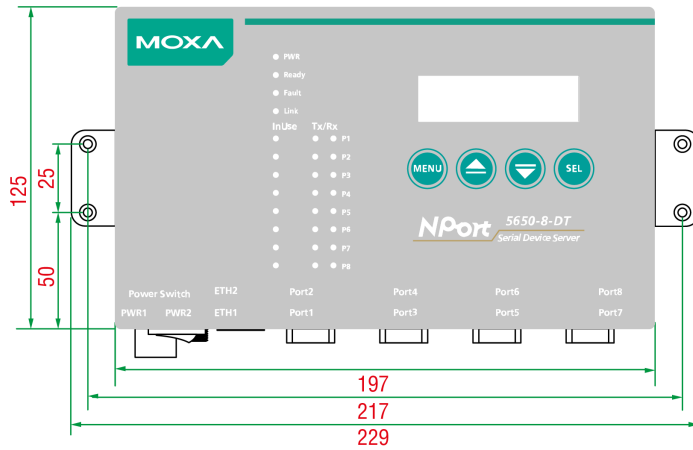 MOXA
PWR
Ready
Fault
Link
InUse Tx/Rx
P1
P2
P3
P4
P5
P6
P7
P8
MENU
SEL
NPort 5650-8-DT
Serial Device Server
Power Switch ETH2 Port2 Port4 Port6 Port8
PWR1 PWR2 ETH1 Port1 Port3 Port5 Port7
125
25
50
197
217
229